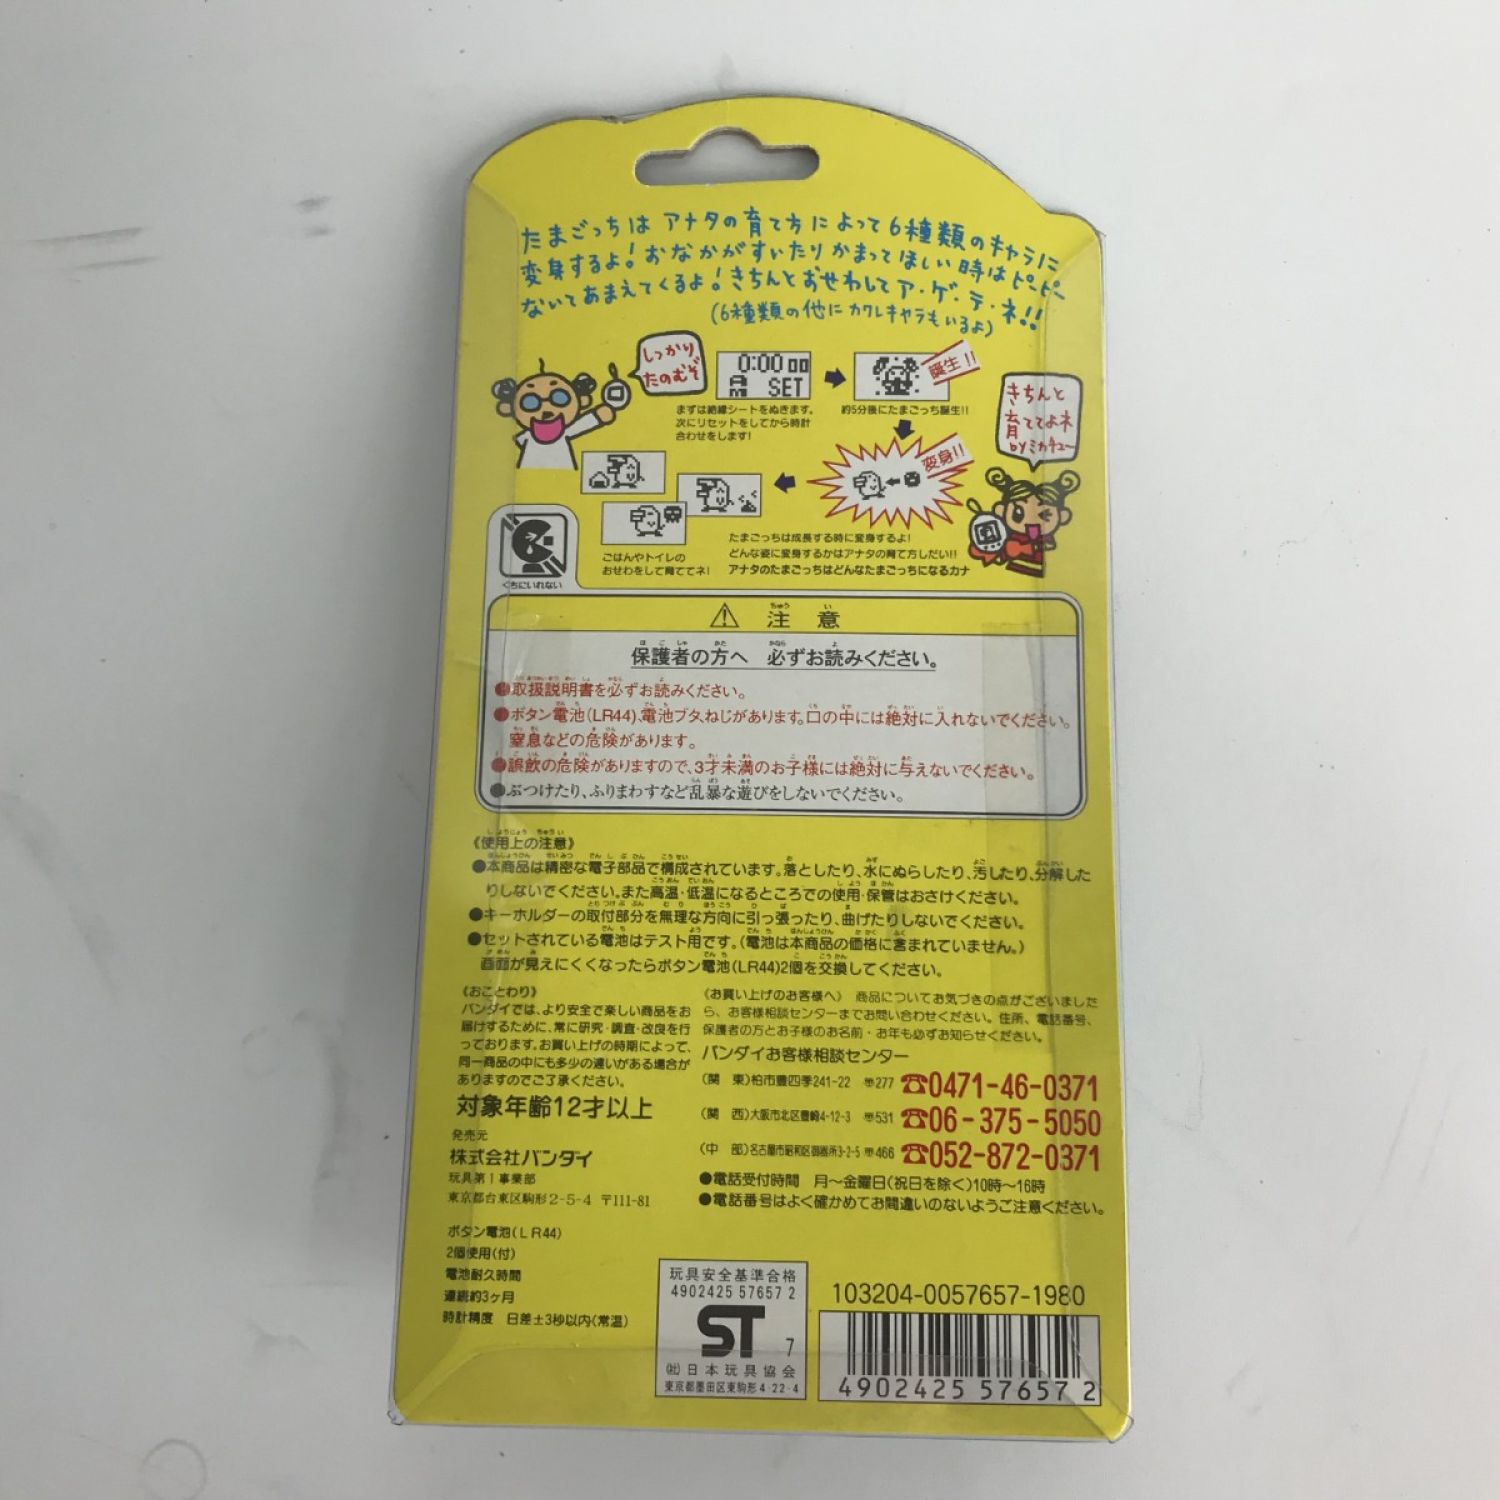 たまごっちは アナタの育て方によって6種類のキャラに
変身するよ!おなかがすいたりかまってほしい時はピーピー
ないてあまえてくるよ!きちんとおせわしてア・ゲ・テ・ネ!!
(6種類の他にカクレキャラもいるよ)
しっかり
たのむぞ
0:00 00
AM SET
誕生!!
まずは絶縁シートをぬきます。
次にリセットをしてから時計
合わせをします!
約5分後にたまごっち誕生!!
きちんと
育ててよネ
byミカチュー
変身!!
ごはんやトイレの
おせわをして育ててネ!
たまごっちは成長する時に変身するよ!
どんな姿に変身するかはアナタの育て方しだい!!
アナタのたまごっちはどんなたまごっちになるカナ
くちにいれない
注意
保護者の方へ 必ずお読みください。
●取扱説明書を必ずお読みください。
●ボタン電池(LR44)、電池ブタ、ねじがあります。口の中には絶対に入れないでください。
窒息などの危険があります。
●誤飲の危険がありますので、3才未満のお子様には絶対に与えないでください。
●ぶつけたり、ふりまわすなど乱暴な遊びをしないでください。
《使用上の注意》
●本商品は精密な電子部品で構成されています。落としたり、水にぬらしたり、汚したり、分解した
りしないでください。また高温・低温になるところでの使用・保管はおさけください。
●キーホルダーの取付部分を無理な方向に引っ張ったり、曲げたりしないでください。
●セットされている電池はテスト用です。(電池は本商品の価格に含まれていません。)
画面が見えにくくなったらボタン電池(LR44)2個を交換してください。
《おことわり》
バンダイでは、より安全で楽しい商品をお
届けするために、常に研究・調査・改良を行
っております。お買い上げの時期によって、
同一商品の中にも多少の違いがある場合が
ありますのでご了承ください。
対象年齢12才以上
発売元
株式会社バンダイ
玩具第1事業部
東京都台東区駒形2-5-4 〒111-81
ボタン電池(LR44)
2個使用(付)
電池耐久時間
連続約3ヶ月
時計精度 日差±3秒以内(常温)
《お買い上げのお客様へ》 商品についてお気づきの点がございました
ら、お客様相談センターまでお問い合わせください。住所、電話番号、
保護者の方とお子様のお名前・お年も必ずお知らせください。
バンダイお客様相談センター
(関 東)柏市豊四季241-22 〒277 ☎0471-46-0371
(関 西)大阪市北区豊崎4-12-3 〒531 ☎06-375-5050
(中 部)名古屋市昭和区御器所3-2-5 〒466 ☎052-872-0371
●電話受付時間 月〜金曜日(祝日を除く)10時〜16時
●電話番号はよく確かめてお間違いのないようご注意ください。
玩具安全基準合格
4902425 57657 2
ST 7
(社)日本玩具協会
東京都墨田区東駒形4-22-4
103204-0057657-1980
4902425 576572